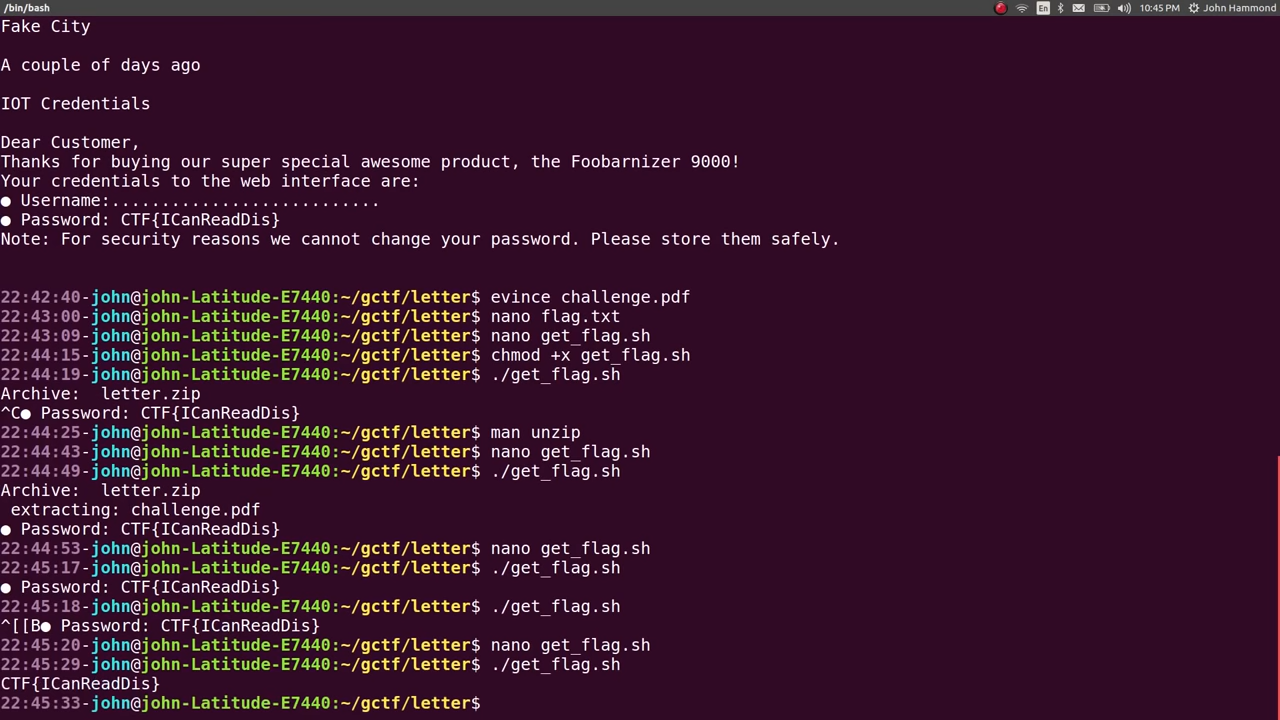 /bin/bash
En
10:45 PM
John Hammond
Fake City
A couple of days ago
IOT Credentials
Dear Customer,
Thanks for buying our super special awesome product, the Foobarnizer 9000!
Your credentials to the web interface are:
● Username:...........................
● Password: CTF{ICanReadDis}
Note: For security reasons we cannot change your password. Please store them safely.
22:42:40-john@john-Latitude-E7440:~/gctf/letter$ evince challenge.pdf
22:43:00-john@john-Latitude-E7440:~/gctf/letter$ nano flag.txt
22:43:09-john@john-Latitude-E7440:~/gctf/letter$ nano get_flag.sh
22:44:15-john@john-Latitude-E7440:~/gctf/letter$ chmod +x get_flag.sh
22:44:19-john@john-Latitude-E7440:~/gctf/letter$ ./get_flag.sh
Archive:  letter.zip
^C● Password: CTF{ICanReadDis}
22:44:25-john@john-Latitude-E7440:~/gctf/letter$ man unzip
22:44:43-john@john-Latitude-E7440:~/gctf/letter$ nano get_flag.sh
22:44:49-john@john-Latitude-E7440:~/gctf/letter$ ./get_flag.sh
Archive:  letter.zip
 extracting: challenge.pdf
● Password: CTF{ICanReadDis}
22:44:53-john@john-Latitude-E7440:~/gctf/letter$ nano get_flag.sh
22:45:17-john@john-Latitude-E7440:~/gctf/letter$ ./get_flag.sh
● Password: CTF{ICanReadDis}
22:45:18-john@john-Latitude-E7440:~/gctf/letter$ ./get_flag.sh
^[[B● Password: CTF{ICanReadDis}
22:45:20-john@john-Latitude-E7440:~/gctf/letter$ nano get_flag.sh
22:45:29-john@john-Latitude-E7440:~/gctf/letter$ ./get_flag.sh
CTF{ICanReadDis}
22:45:33-john@john-Latitude-E7440:~/gctf/letter$